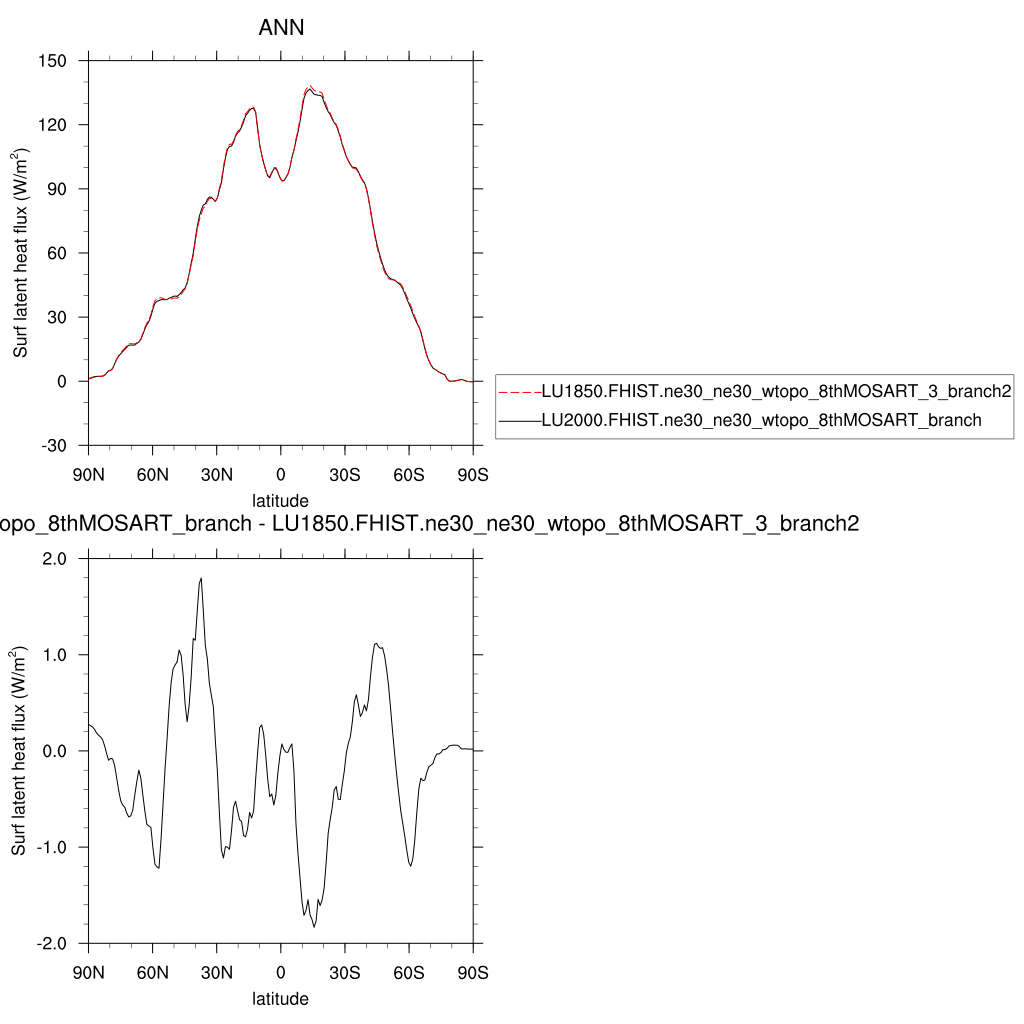 ANN
150
120
90
60
30
0
-30
Surf latent heat flux (W/m²)
90N 60N 30N 0 30S 60S 90S
latitude
LU1850.FHIST.ne30_ne30_wtopo_8thMOSART_3_branch2
LU2000.FHIST.ne30_ne30_wtopo_8thMOSART_branch
opo_8thMOSART_branch - LU1850.FHIST.ne30_ne30_wtopo_8thMOSART_3_branch2
2.0
1.0
0.0
-1.0
-2.0
Surf latent heat flux (W/m²)
90N 60N 30N 0 30S 60S 90S
latitude